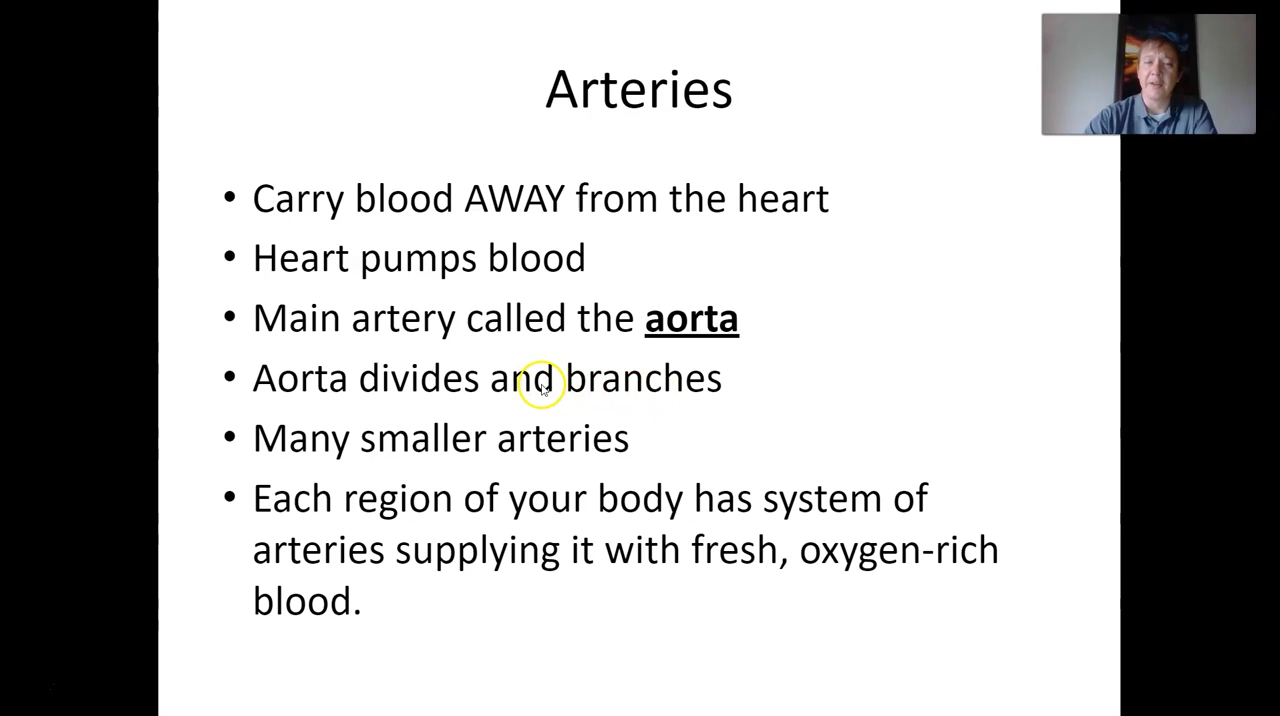 Arteries
• Carry blood AWAY from the heart
• Heart pumps blood
• Main artery called the aorta
• Aorta divides and branches
• Many smaller arteries
• Each region of your body has system of
arteries supplying it with fresh, oxygen-rich
blood.